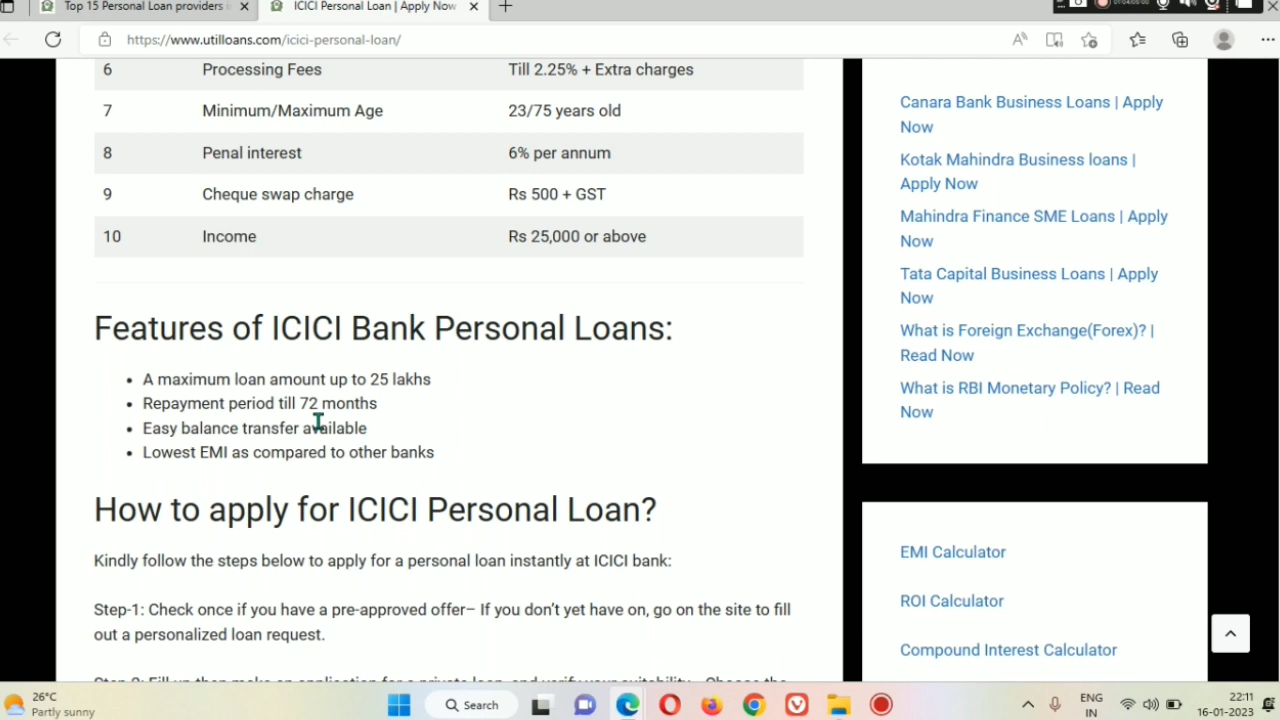 Top 15 Personal Loan providers i
ICICI Personal Loan | Apply Now
https://www.utilloans.com/icici-personal-loan/
6 Processing Fees Till 2.25% + Extra charges
7 Minimum/Maximum Age 23/75 years old
8 Penal interest 6% per annum
9 Cheque swap charge Rs 500 + GST
10 Income Rs 25,000 or above
Features of ICICI Bank Personal Loans:
• A maximum loan amount up to 25 lakhs
• Repayment period till 72 months
• Easy balance transfer available
• Lowest EMI as compared to other banks
How to apply for ICICI Personal Loan?
Kindly follow the steps below to apply for a personal loan instantly at ICICI bank:
Step-1: Check once if you have a pre-approved offer– If you don't yet have on, go on the site to fill
out a personalized loan request.
Canara Bank Business Loans | Apply
Now
Kotak Mahindra Business loans |
Apply Now
Mahindra Finance SME Loans | Apply
Now
Tata Capital Business Loans | Apply
Now
What is Foreign Exchange(Forex)? |
Read Now
What is RBI Monetary Policy? | Read
Now
EMI Calculator
ROI Calculator
Compound Interest Calculator
26°C
Partly sunny
Search
ENG
IN
22:11
16-01-2023